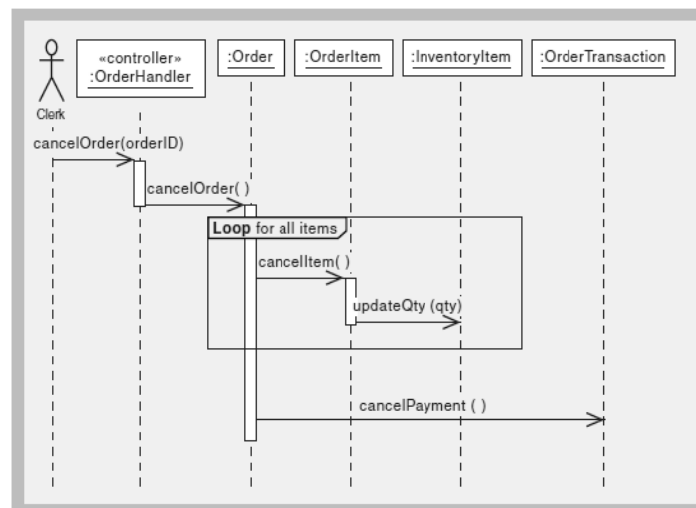 «controller»
:OrderHandler
:Order
:OrderItem
:InventoryItem
:OrderTransaction
Clerk
cancelOrder(orderID)
cancelOrder( )
Loop for all items
cancelItem( )
updateQty (qty)
cancelPayment ( )